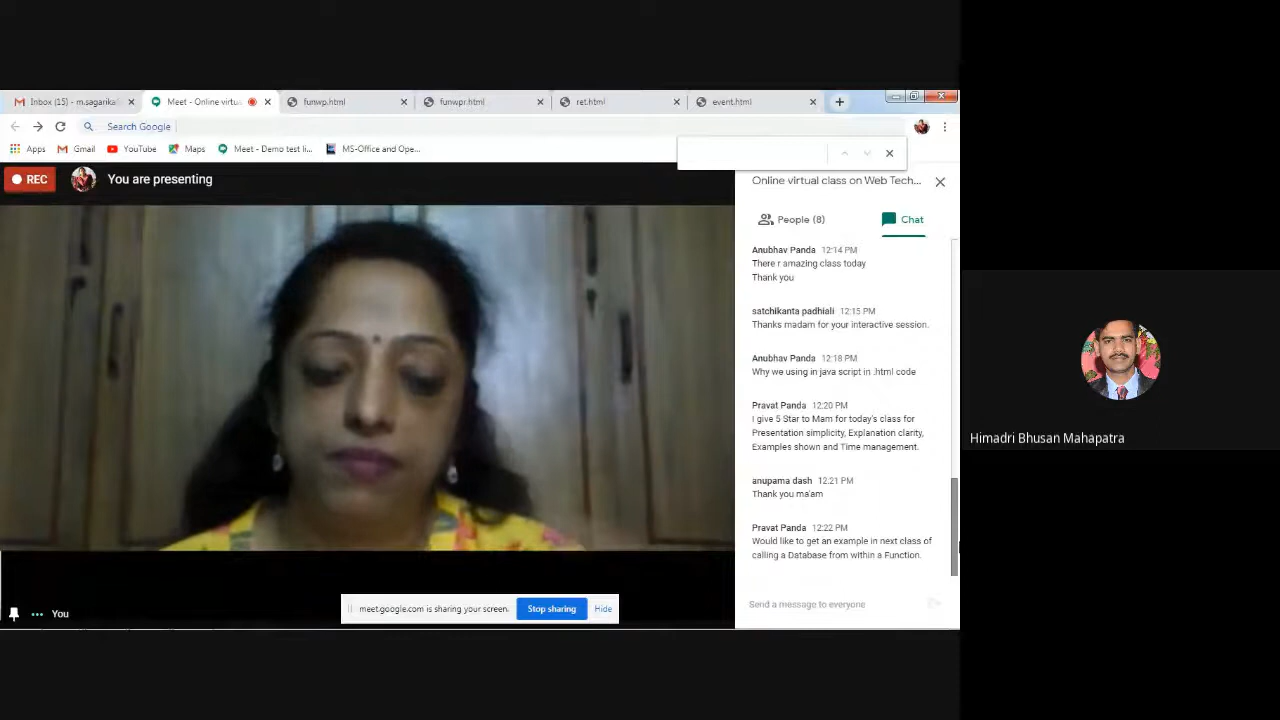 Inbox (15) - m.sagarika
Meet - Online virtu
funwp.html
funwpr.html
ret.html
event.html
Search Google
Apps
Gmail
YouTube
Maps
Meet - Demo test li...
MS-Office and Ope...
REC
You are presenting
Online virtual class on Web Tech...
People (8)
Chat
Anubhav Panda 12:14 PM
There r amazing class today
Thank you
satchikanta padhiali 12:15 PM
Thanks madam for your interactive session.
Anubhav Panda 12:18 PM
Why we using in java script in .html code
Pravat Panda 12:20 PM
I give 5 Star to Mam for today's class for
Presentation simplicity, Explanation clarity,
Examples shown and Time management.
anupama dash 12:21 PM
Thank you ma'am
Pravat Panda 12:22 PM
Would like to get an example in next class of
calling a Database from within a Function.
Send a message to everyone
You
meet.google.com is sharing your screen.
Stop sharing
Hide
Himadri Bhusan Mahapatra